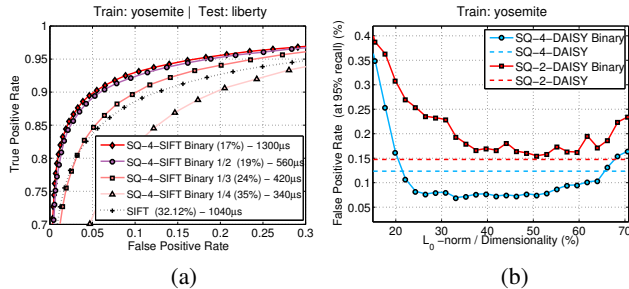 Train: yosemite | Test: liberty
True Positive Rate
1
0.95
0.9
0.85
0.8
0.75
0.7
SQ−4−SIFT Binary (17%) − 1300µs
SQ−4−SIFT Binary 1/2 (19%) − 560µs
SQ−4−SIFT Binary 1/3 (24%) − 420µs
SQ−4−SIFT Binary 1/4 (35%) − 340µs
SIFT (32.12%) − 1040µs
0 0.05 0.1 0.15 0.2 0.25 0.3
False Positive Rate
(a)
Train: yosemite
False Positive Rate (at 95% recall) (%)
0.4
0.35
0.3
0.25
0.2
0.15
0.1
0.05
SQ−4−DAISY Binary
SQ−4−DAISY
SQ−2−DAISY Binary
SQ−2−DAISY
20 30 40 50 60 70
L0 −norm / Dimensionality (%)
(b)